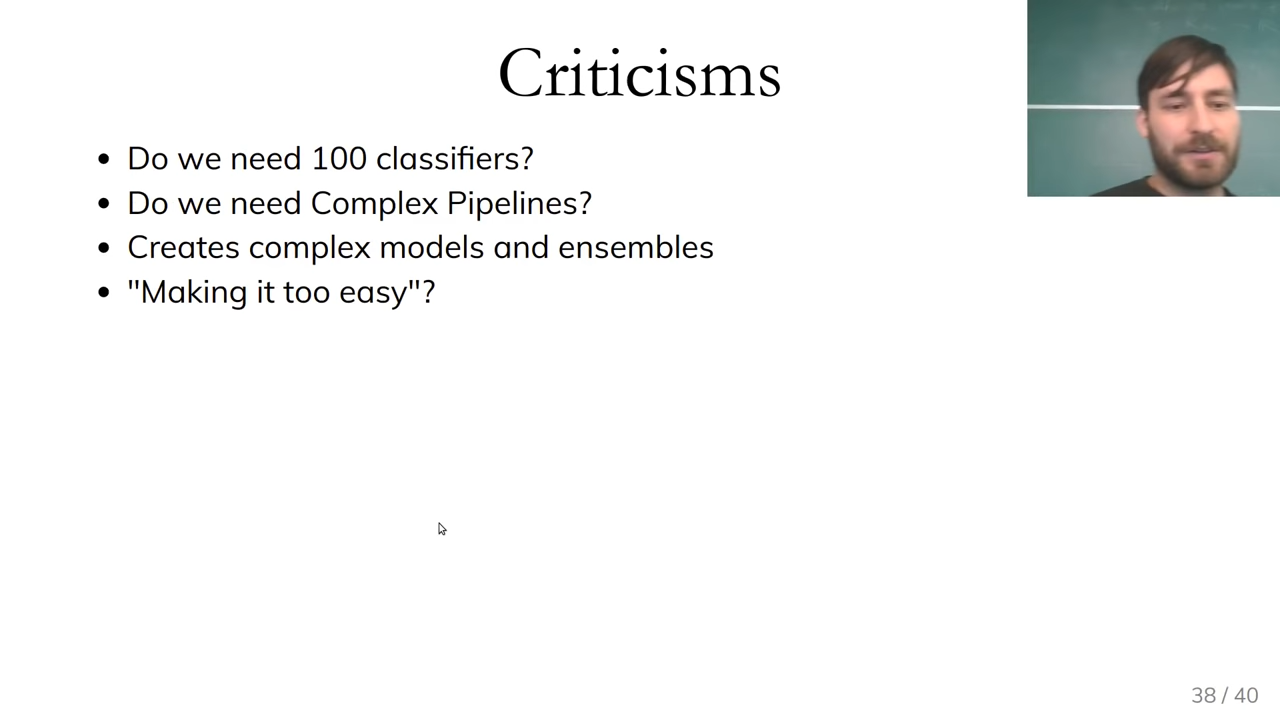 Criticisms
• Do we need 100 classifiers?
• Do we need Complex Pipelines?
• Creates complex models and ensembles
• "Making it too easy"?
38 / 40